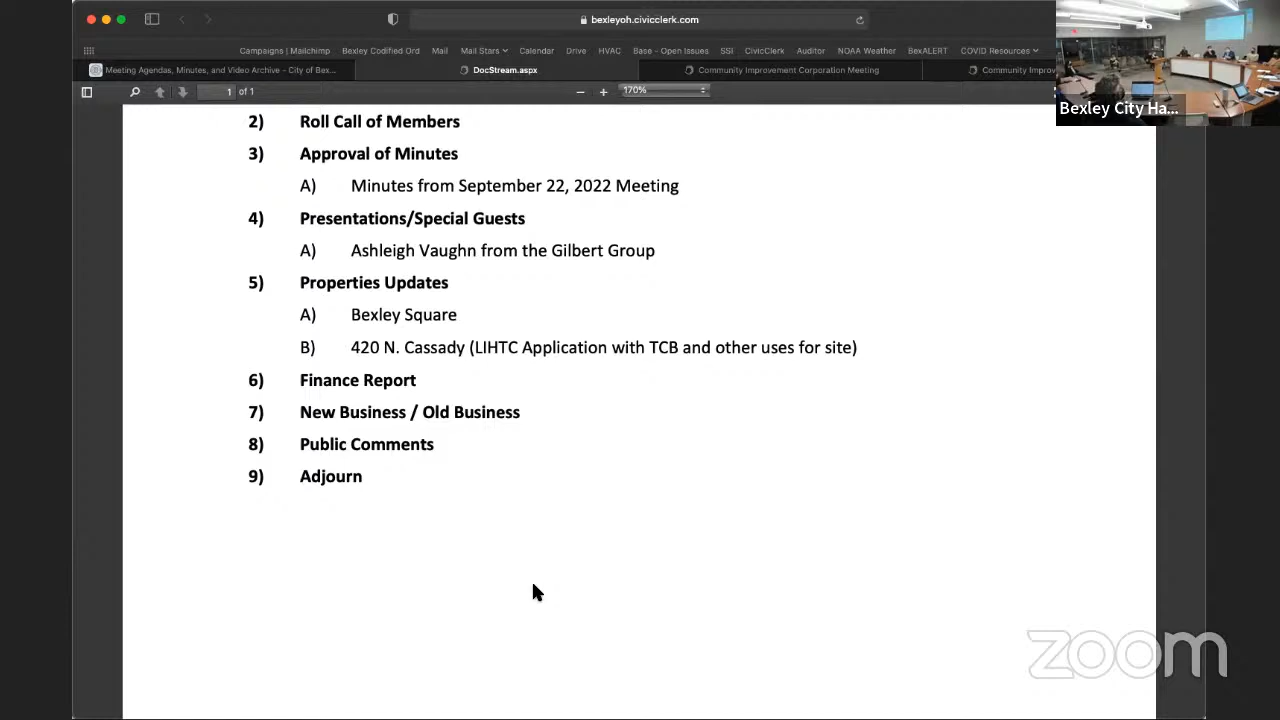 bexleyoh.civicclerk.com
Campaigns | Mailchimp Bexley Codified Ord Mail Mail Stars Calendar Drive HVAC Base - Open Issues SSI CivicClerk Auditor NOAA Weather BexALERT COVID Resources
Meeting Agendas, Minutes, and Video Archive - City of Bex... DocStream.aspx Community Improvement Corporation Meeting Community Improv
1 of 1 170%
Bexley City Ha...
2) Roll Call of Members
3) Approval of Minutes
A) Minutes from September 22, 2022 Meeting
4) Presentations/Special Guests
A) Ashleigh Vaughn from the Gilbert Group
5) Properties Updates
A) Bexley Square
B) 420 N. Cassady (LIHTC Application with TCB and other uses for site)
6) Finance Report
7) New Business / Old Business
8) Public Comments
9) Adjourn
zoom